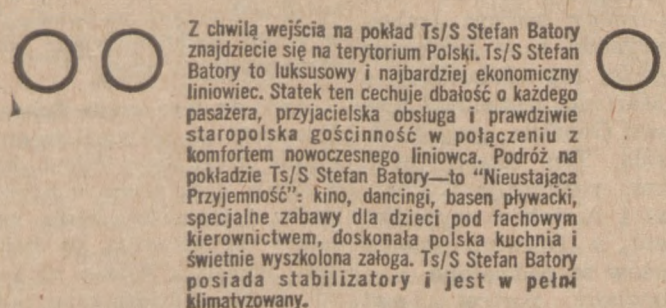 Z chwilą wejścia na pokład Ts/S Stefan Batory
znajdziecie się na terytorium Polski. Ts/S Stefan
Batory to luksusowy i najbardziej ekonomiczny
liniowiec. Statek ten cechuje dbałość o każdego
pasażera, przyjacielska obsługa i prawdziwie
staropolska gościnność w połączeniu z
komfortem nowoczesnego liniowca. Podróż na
pokładzie Ts/S Stefan Batory—to “Nieustająca
Przyjemność”: kino, dancingi, basen pływacki,
specjalne zabawy dla dzieci pod fachowym
kierownictwem, doskonała polska kuchnia i
świetnie wyszkolona załoga. Ts/S Stefan Batory
posiada stabilizatory i jest w pełni
klimatyzowany.